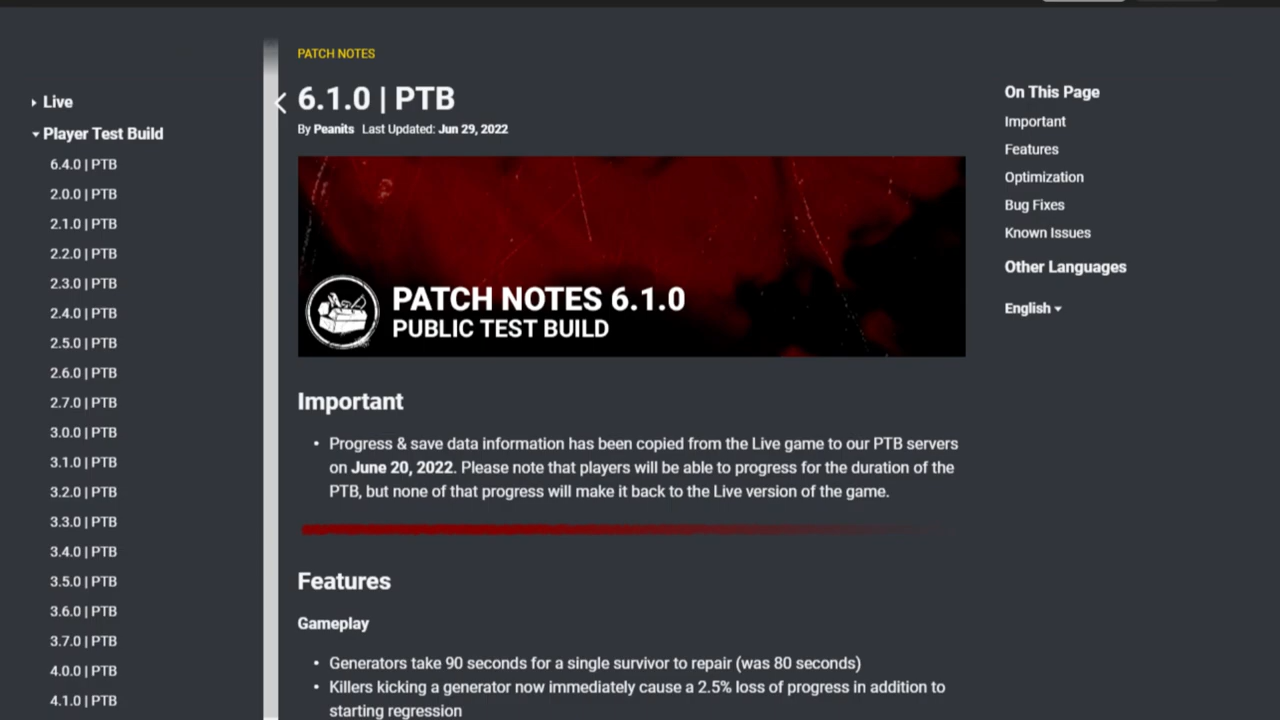 Live
Player Test Build
6.4.0 | PTB
2.0.0 | PTB
2.1.0 | PTB
2.2.0 | PTB
2.3.0 | PTB
2.4.0 | PTB
2.5.0 | PTB
2.6.0 | PTB
2.7.0 | PTB
3.0.0 | PTB
3.1.0 | PTB
3.2.0 | PTB
3.3.0 | PTB
3.4.0 | PTB
3.5.0 | PTB
3.6.0 | PTB
3.7.0 | PTB
4.0.0 | PTB
4.1.0 | PTB
PATCH NOTES
6.1.0 | PTB
By Peanits Last Updated: Jun 29, 2022
PATCH NOTES 6.1.0
PUBLIC TEST BUILD
Important
• Progress & save data information has been copied from the Live game to our PTB servers
on June 20, 2022. Please note that players will be able to progress for the duration of the
PTB, but none of that progress will make it back to the Live version of the game.
Features
Gameplay
• Generators take 90 seconds for a single survivor to repair (was 80 seconds)
• Killers kicking a generator now immediately cause a 2.5% loss of progress in addition to
starting regression
On This Page
Important
Features
Optimization
Bug Fixes
Known Issues
Other Languages
English